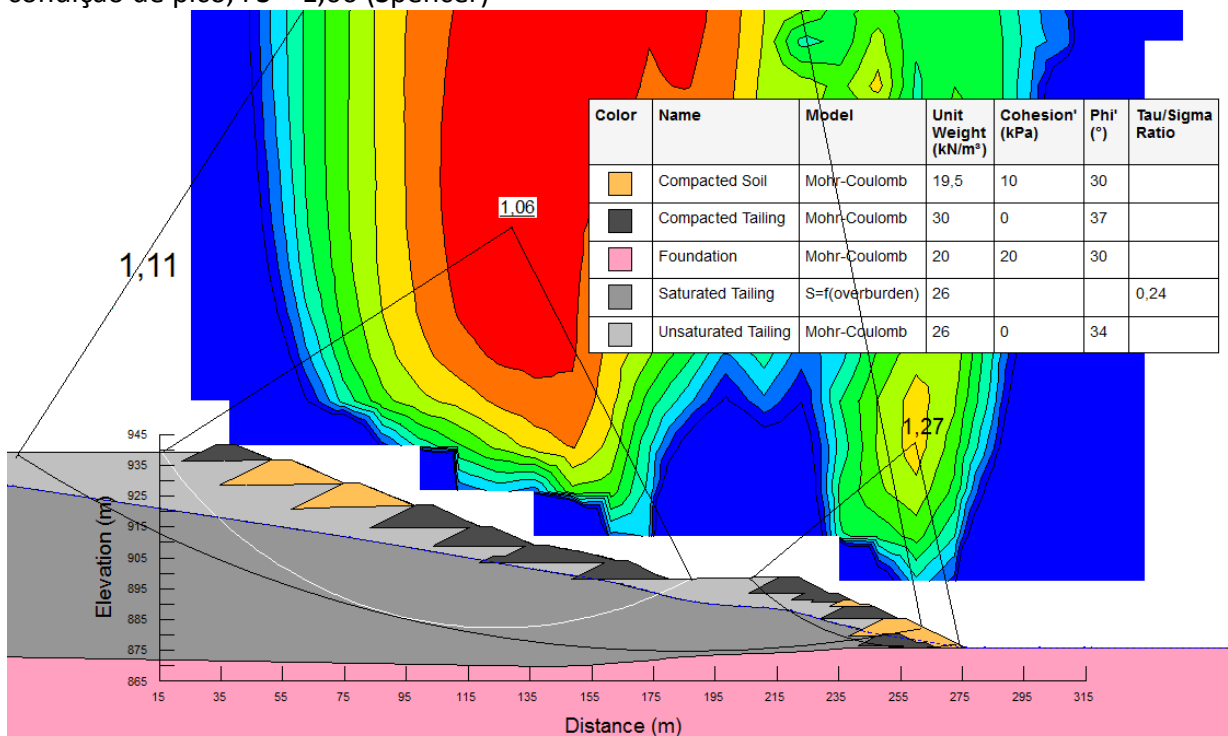 condição de pico, FS = 1,06 (Spencer)
Color Name Model Unit Weight (kN/m³) Cohesion' (kPa) Phi' (°) Tau/Sigma Ratio
Compacted Soil Mohr-Coulomb 19,5 10 30
Compacted Tailing Mohr-Coulomb 30 0 37
Foundation Mohr-Coulomb 20 20 30
Saturated Tailing S=f(overburden) 26 0,24
Unsaturated Tailing Mohr-Coulomb 26 0 34
1,06
1,11
1,27
945
935
925
915
905
895
885
875
865
Elevation (m)
15 35 55 75 95 115 135 155 175 195 215 235 255 275 295 315
Distance (m)